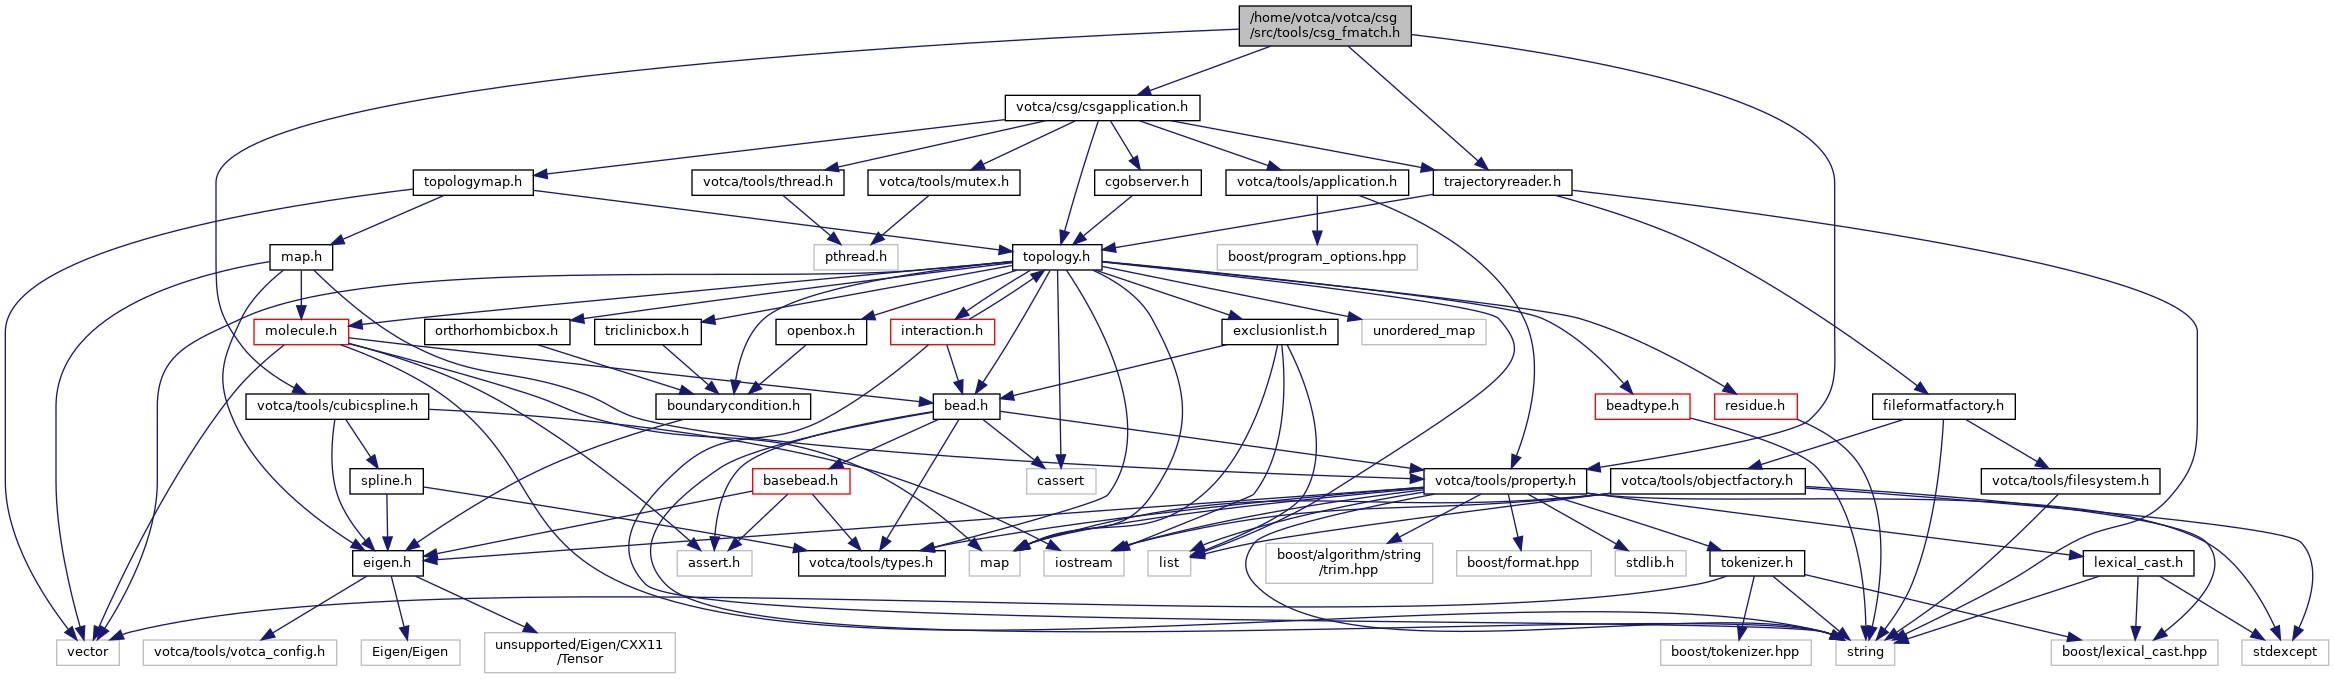 /home/votca/votca/csg
/src/tools/csg_fmatch.h
votca/csg/csgapplication.h
topologymap.h
votca/tools/thread.h
votca/tools/mutex.h
cgobserver.h
votca/tools/application.h
trajectoryreader.h
map.h
pthread.h
topology.h
boost/program_options.hpp
molecule.h
orthorhombicbox.h
triclinicbox.h
openbox.h
interaction.h
exclusionlist.h
unordered_map
votca/tools/cubicspline.h
boundarycondition.h
bead.h
beadtype.h
residue.h
fileformatfactory.h
spline.h
basebead.h
cassert
votca/tools/property.h
votca/tools/objectfactory.h
votca/tools/filesystem.h
eigen.h
assert.h
votca/tools/types.h
map
iostream
list
boost/algorithm/string
/trim.hpp
boost/format.hpp
stdlib.h
tokenizer.h
lexical_cast.h
vector
votca/tools/votca_config.h
Eigen/Eigen
unsupported/Eigen/CXX11
/Tensor
boost/tokenizer.hpp
string
boost/lexical_cast.hpp
stdexcept